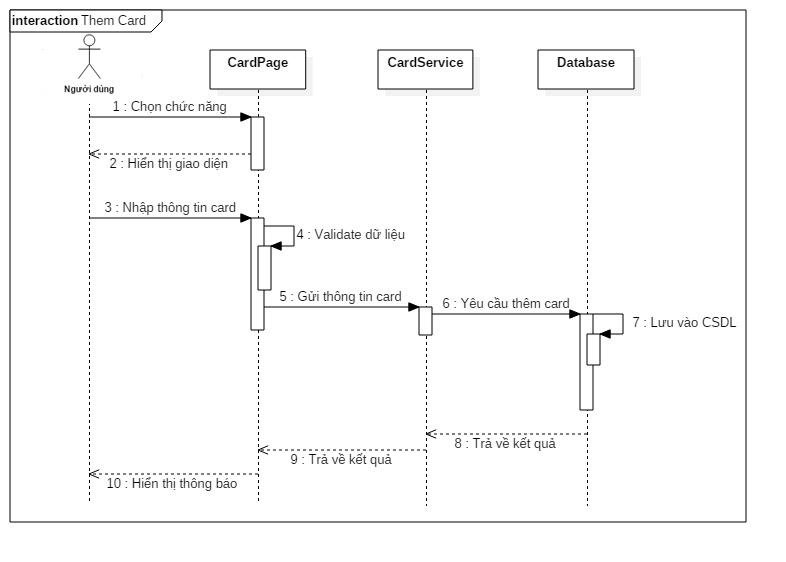 interaction Them Card
Người dùng
CardPage
CardService
Database
1 : Chọn chức năng
2 : Hiển thị giao diện
3 : Nhập thông tin card
4 : Validate dữ liệu
5 : Gửi thông tin card
6 : Yêu cầu thêm card
7 : Lưu vào CSDL
8 : Trả về kết quả
9 : Trả về kết quả
10 : Hiển thị thông báo